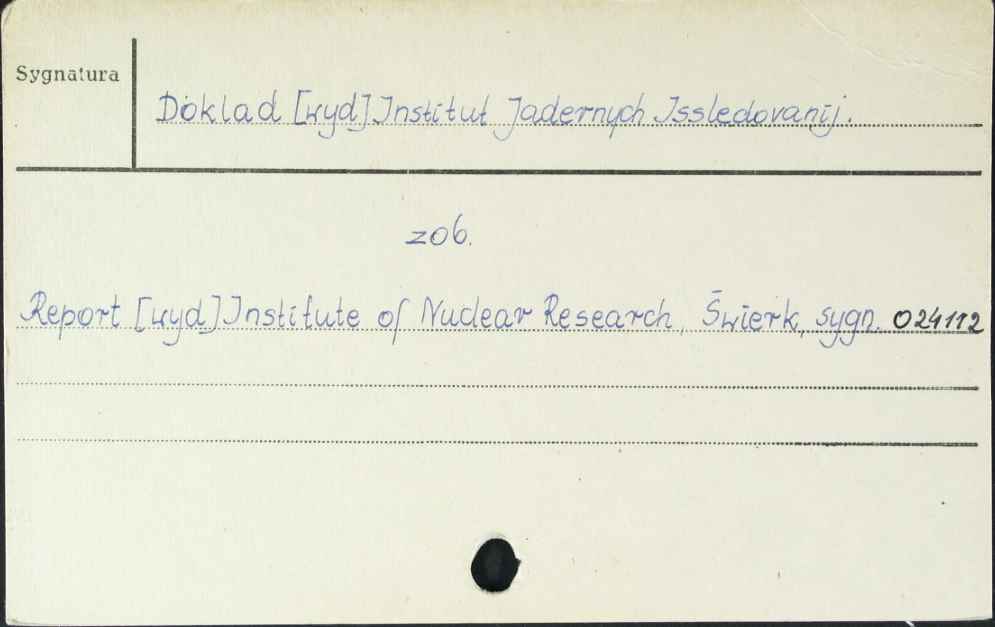 Sygnatura
Doklad [wyd] Institut Jadernych Issledovanij.
zob.
Report [wyd] Institute of Nuclear Research, Świerk, sygn. 024112